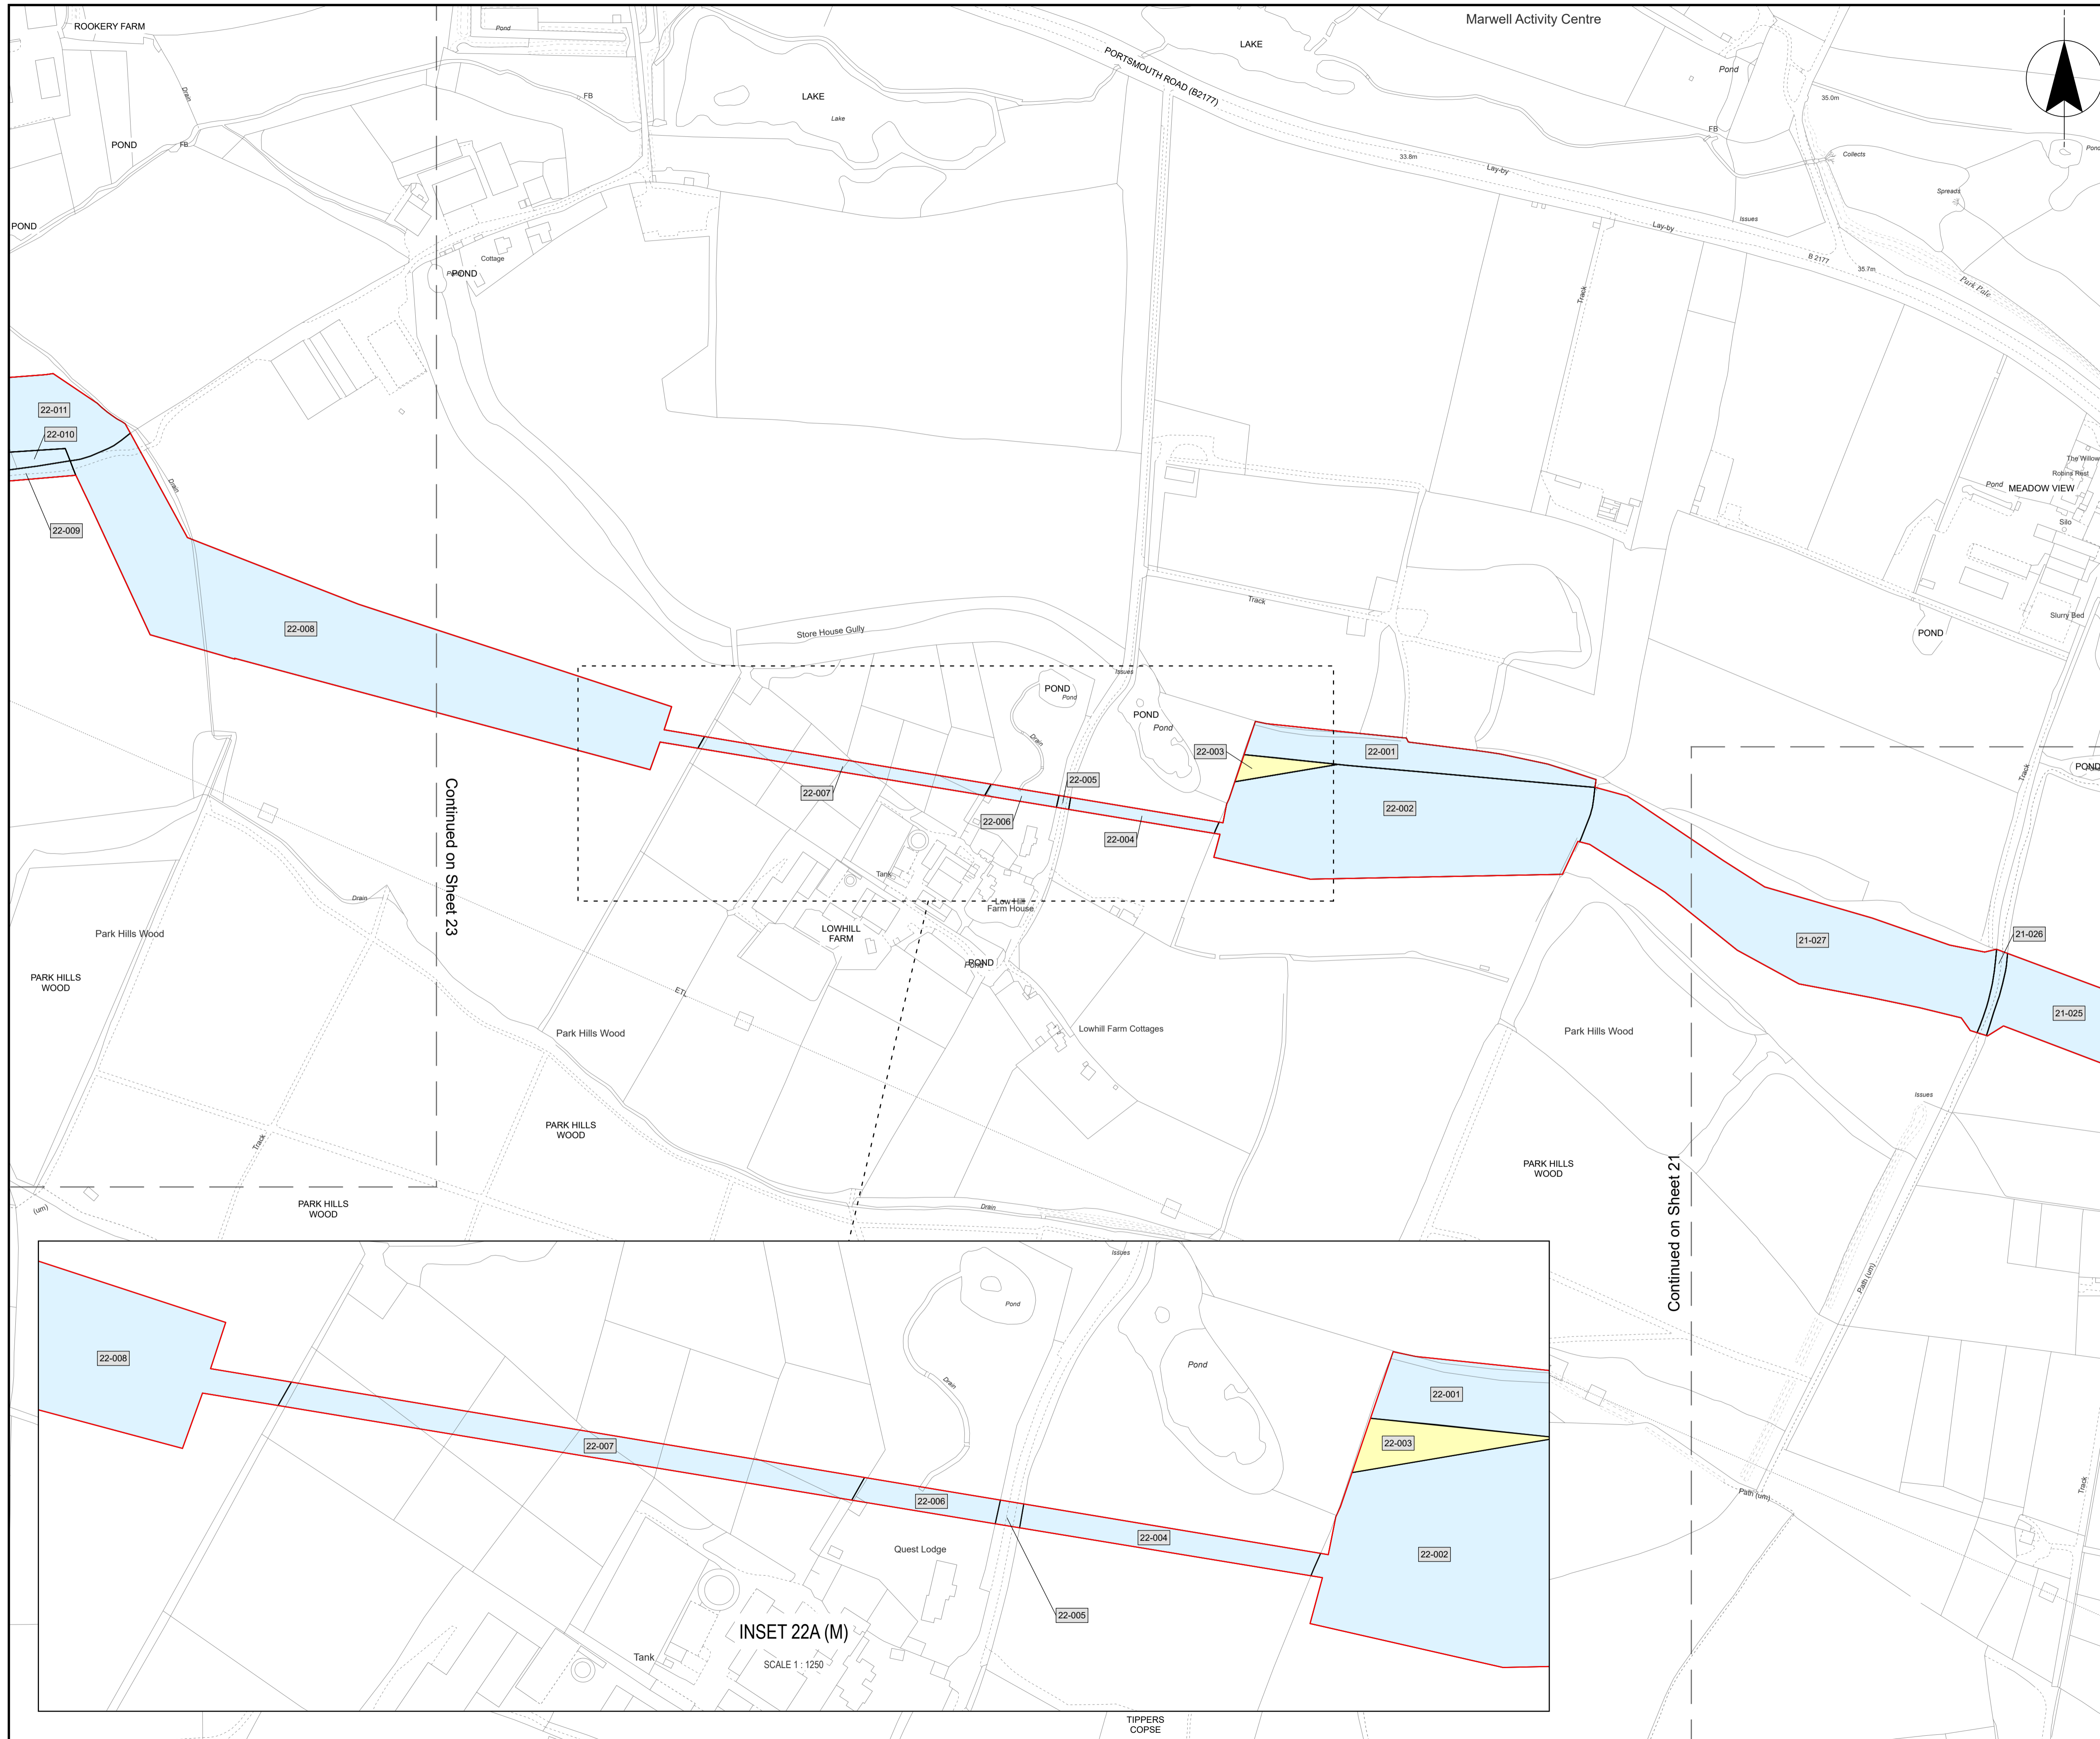 Marwell Activity Centre
ROOKERY FARM
Pond
PORTSMOUTH ROAD (B2177)
LAKE
Pond
Drain
FB
LAKE
Lake
35.0m
POND
FB
FB
Collects
33.8m
Lay-by
Pond
Spreads
POND
Issues
Lay-by
Cottage
B 2177
35.7m
POND
Park Pale
Track
22-011
22-010
The Willow
Robins Rest
Pond
MEADOW VIEW
Drain
22-009
Silo
22-008
Store House Gully
Track
Slurry Bed
POND
Issues
POND
Pond
POND
Pond
22-003
22-001
Drain
22-005
Track
POND
22-007
22-006
22-004
22-002
Continued on Sheet 23
Tank
Drain
Low Hill
Farm House
Park Hills Wood
LOWHILL
FARM
21-027
21-026
PARK HILLS
WOOD
Pond
POND
ETL
21-025
Park Hills Wood
Lowhill Farm Cottages
Park Hills Wood
Issues
Track
PARK HILLS
WOOD
PARK HILLS
WOOD
Continued on Sheet 21
(um)
PARK HILLS
WOOD
Drain
Path (um)
Issues
Pond
22-008
Pond
Drain
22-001
22-003
22-007
22-006
22-004
22-002
Quest Lodge
22-005
INSET 22A (M)
SCALE 1 : 1250
Tank
Path (um)
Track
TIPPERS
COPSE